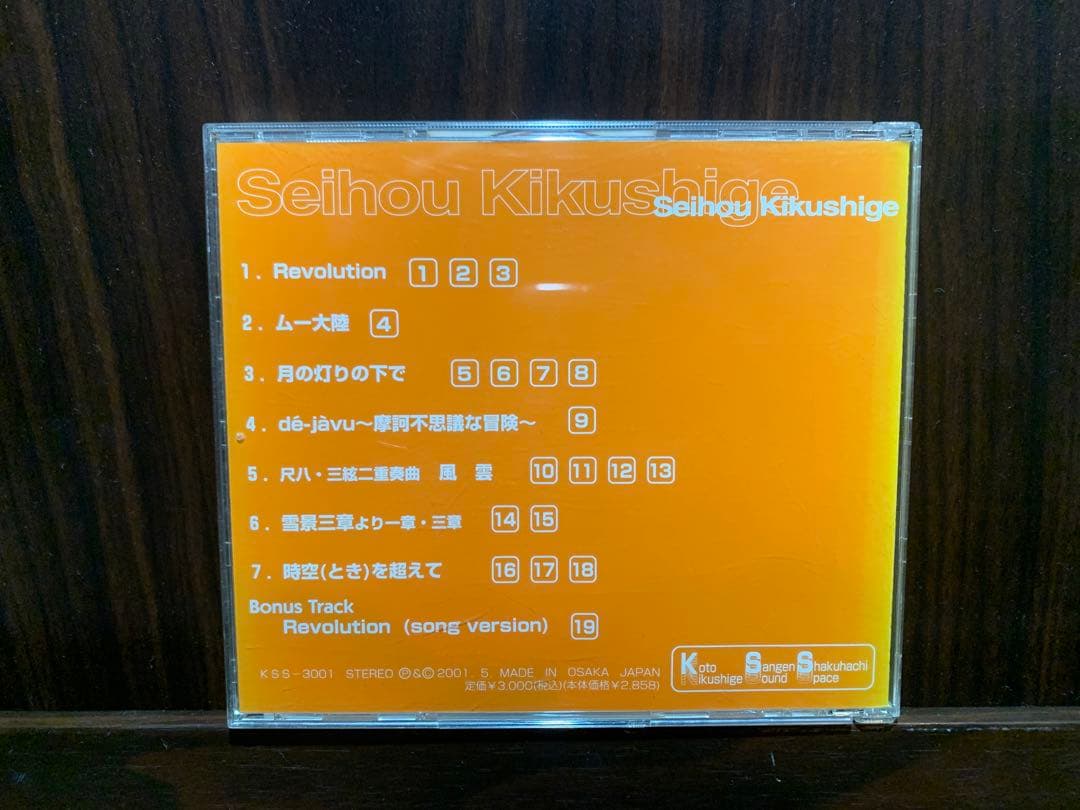 Seihou Kikushige
Seihou Kikushige
1. Revolution 1 2 3
2. ムー大陸 4
3. 月の灯りの下で 5 6 7 8
4. dé-jàvu～摩訶不思議な冒険～ 9
5. 尺八・三絃二重奏曲 風 雲 10 11 12 13
6. 雪景三章より一章・三章 14 15
7. 時空(とき)を超えて 16 17 18
Bonus Track
Revolution (song version) 19
KSS-3001 STEREO Ⓟ&© 2001. 5. MADE IN OSAKA JAPAN
定価￥3,000(税込)(本体価格￥2,858)
Koto Sangen Shakuhachi
Kikushige Sound Space